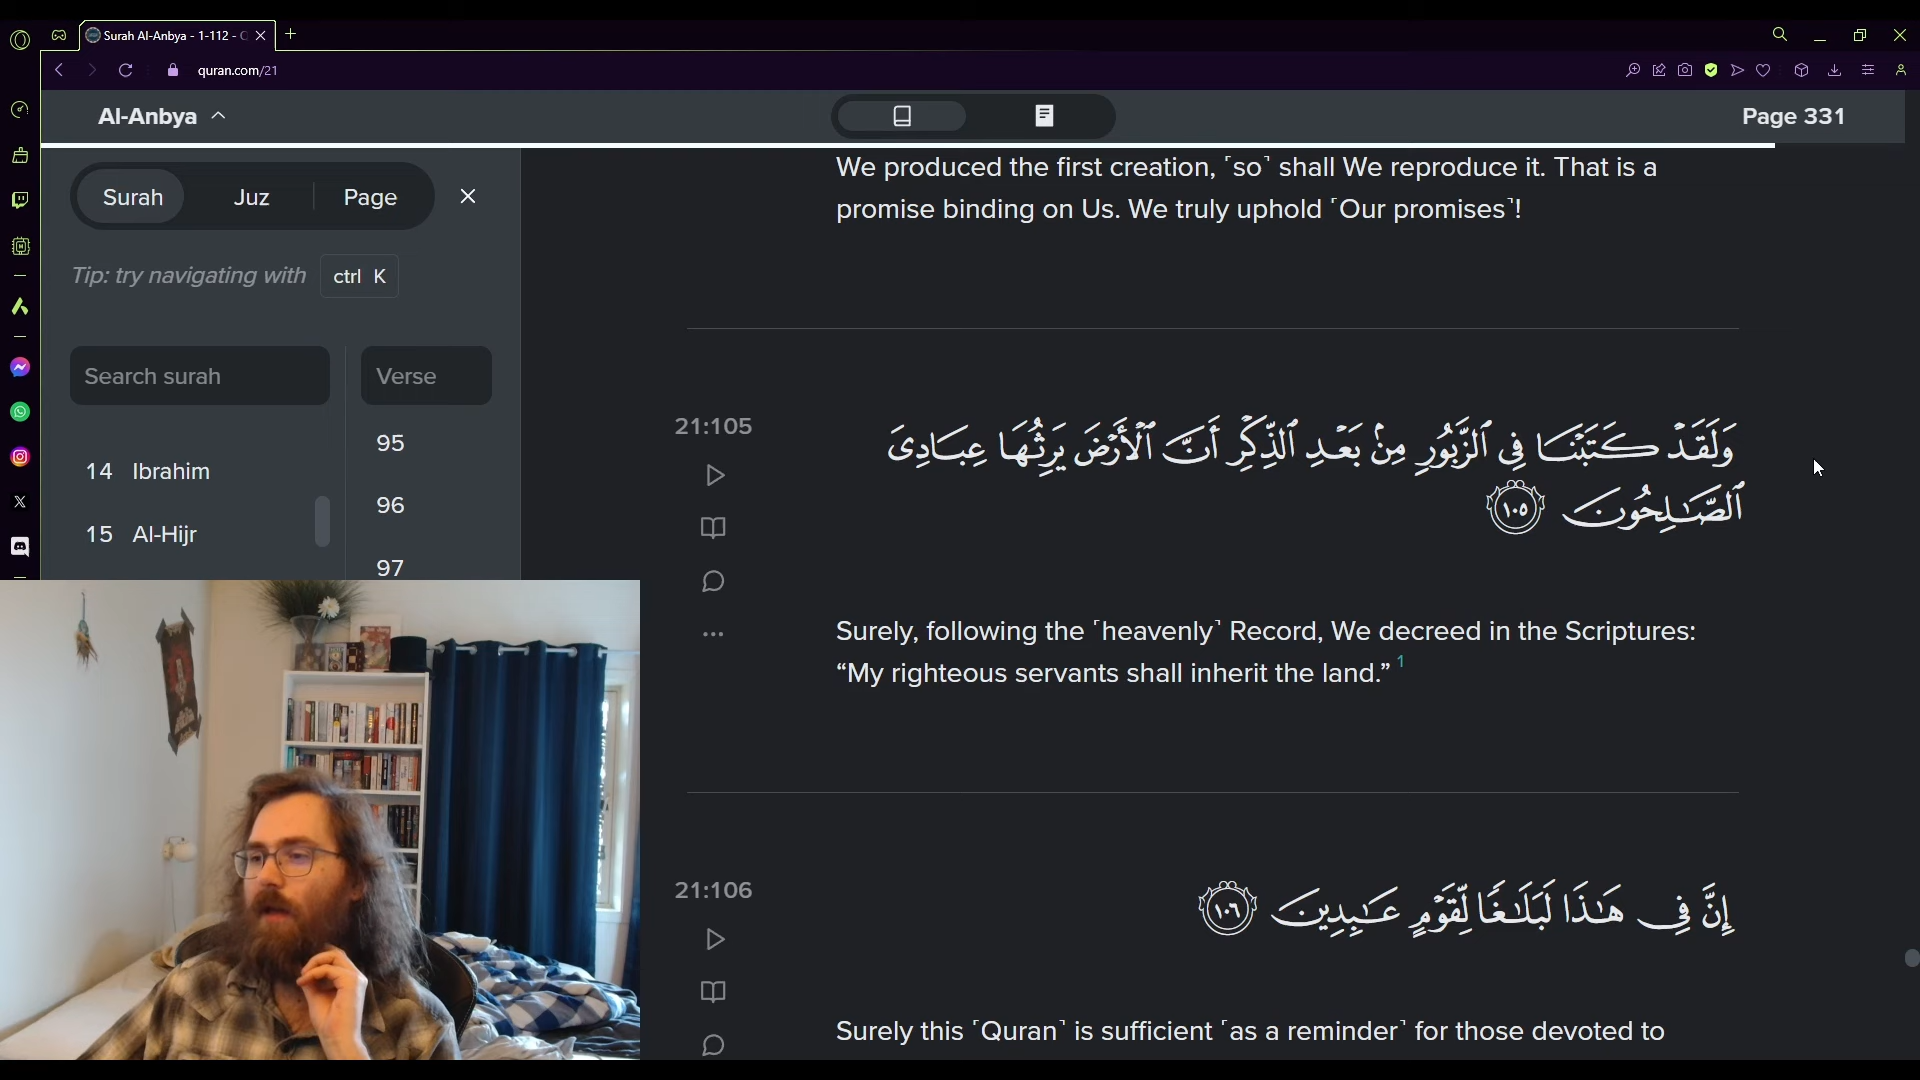 Surah Al-Anbya - 1-112 -
quran.com/21
Al-Anbya
Page 331
Surah
Juz
Page
Tip: try navigating with
ctrl K
Search surah
Verse
14 Ibrahim
15 Al-Hijr
95
96
97
We produced the first creation, ˹so˺ shall We reproduce it. That is a
promise binding on Us. We truly uphold ˹Our promises˺!
21:105
وَلَقَدْ كَتَبْنَا فِى ٱلزَّبُورِ مِنۢ بَعْدِ ٱلذِّكْرِ أَنَّ ٱلْأَرْضَ يَرِثُهَا عِبَادِىَ
ٱلصَّـٰلِحُونَ ١٠٥
Surely, following the ˹heavenly˺ Record, We decreed in the Scriptures:
“My righteous servants shall inherit the land.” 1
21:106
إِنَّ فِى هَـٰذَا لَبَلَـٰغًا لِّقَوْمٍ عَـٰبِدِينَ ١٠٦
Surely this ˹Quran˺ is sufficient ˹as a reminder˺ for those devoted to